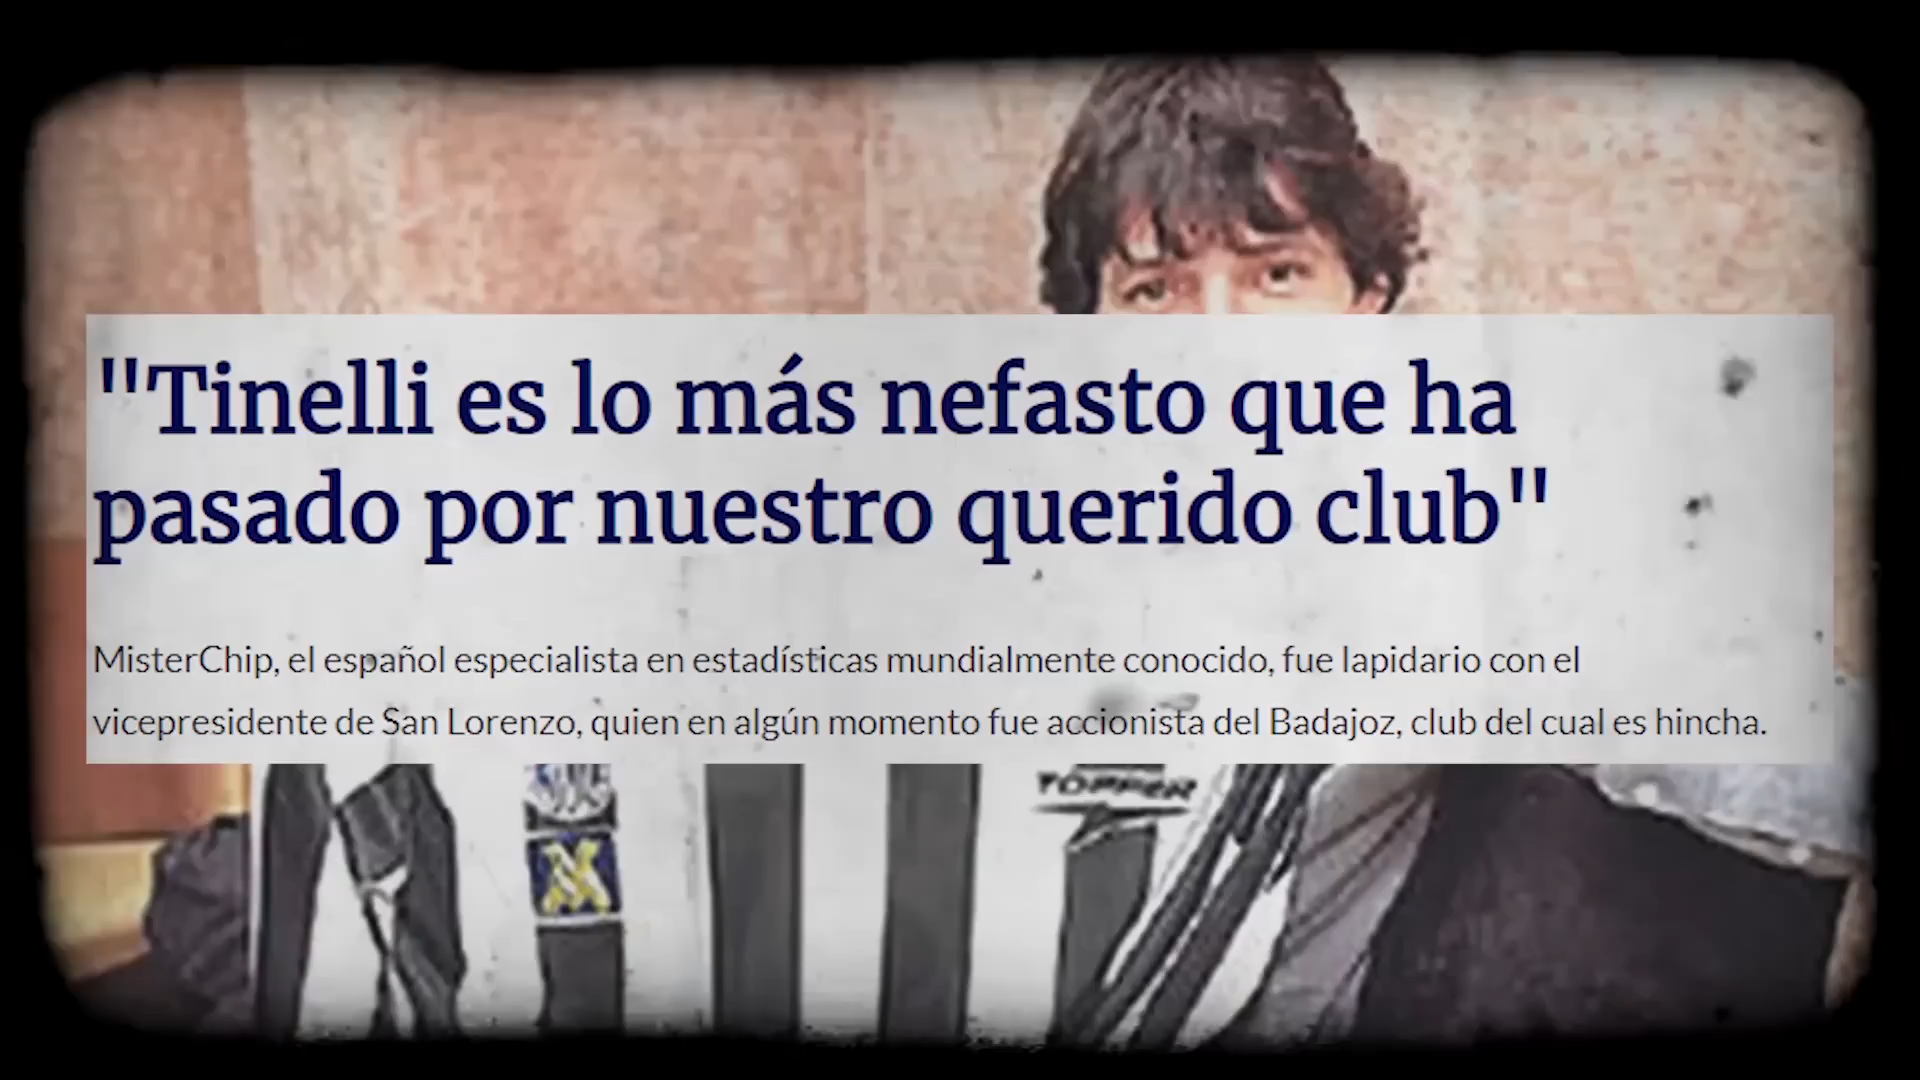 "Tinelli es lo más nefasto que ha
pasado por nuestro querido club"
MisterChip, el español especialista en estadísticas mundialmente conocido, fue lapidario con el
vicepresidente de San Lorenzo, quien en algún momento fue accionista del Badajoz, club del cual es hincha.
TOPPER